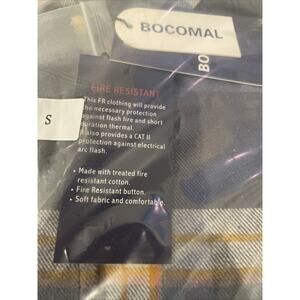 BOCOMAL
BO
FIRE RESISTANT
This FR clothing will provide
the necessary protection
against flash fire and short
duration thermal.
It also provides a CAT II
protection against electrical
arc flash.
S
• Made with treated fire
resistant cotton.
• Fire Resistant button.
• Soft fabric and comfortable.